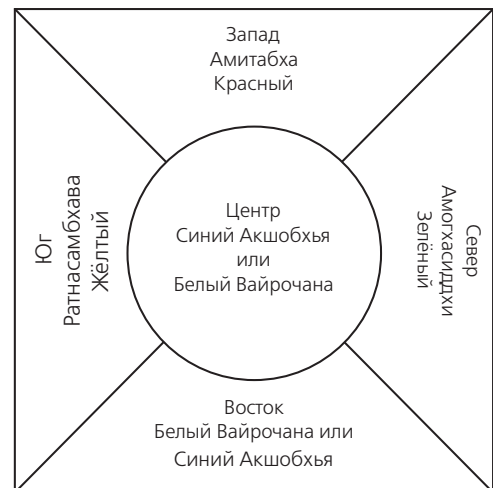 Запад
Амитабха
Красный
Юг
Ратнасамбхава
Жёлтый
Центр
Синий Акшобхья
или
Белый Вайрочана
Север
Амогхасиддхи
Зелёный
Восток
Белый Вайрочана или
Синий Акшобхья